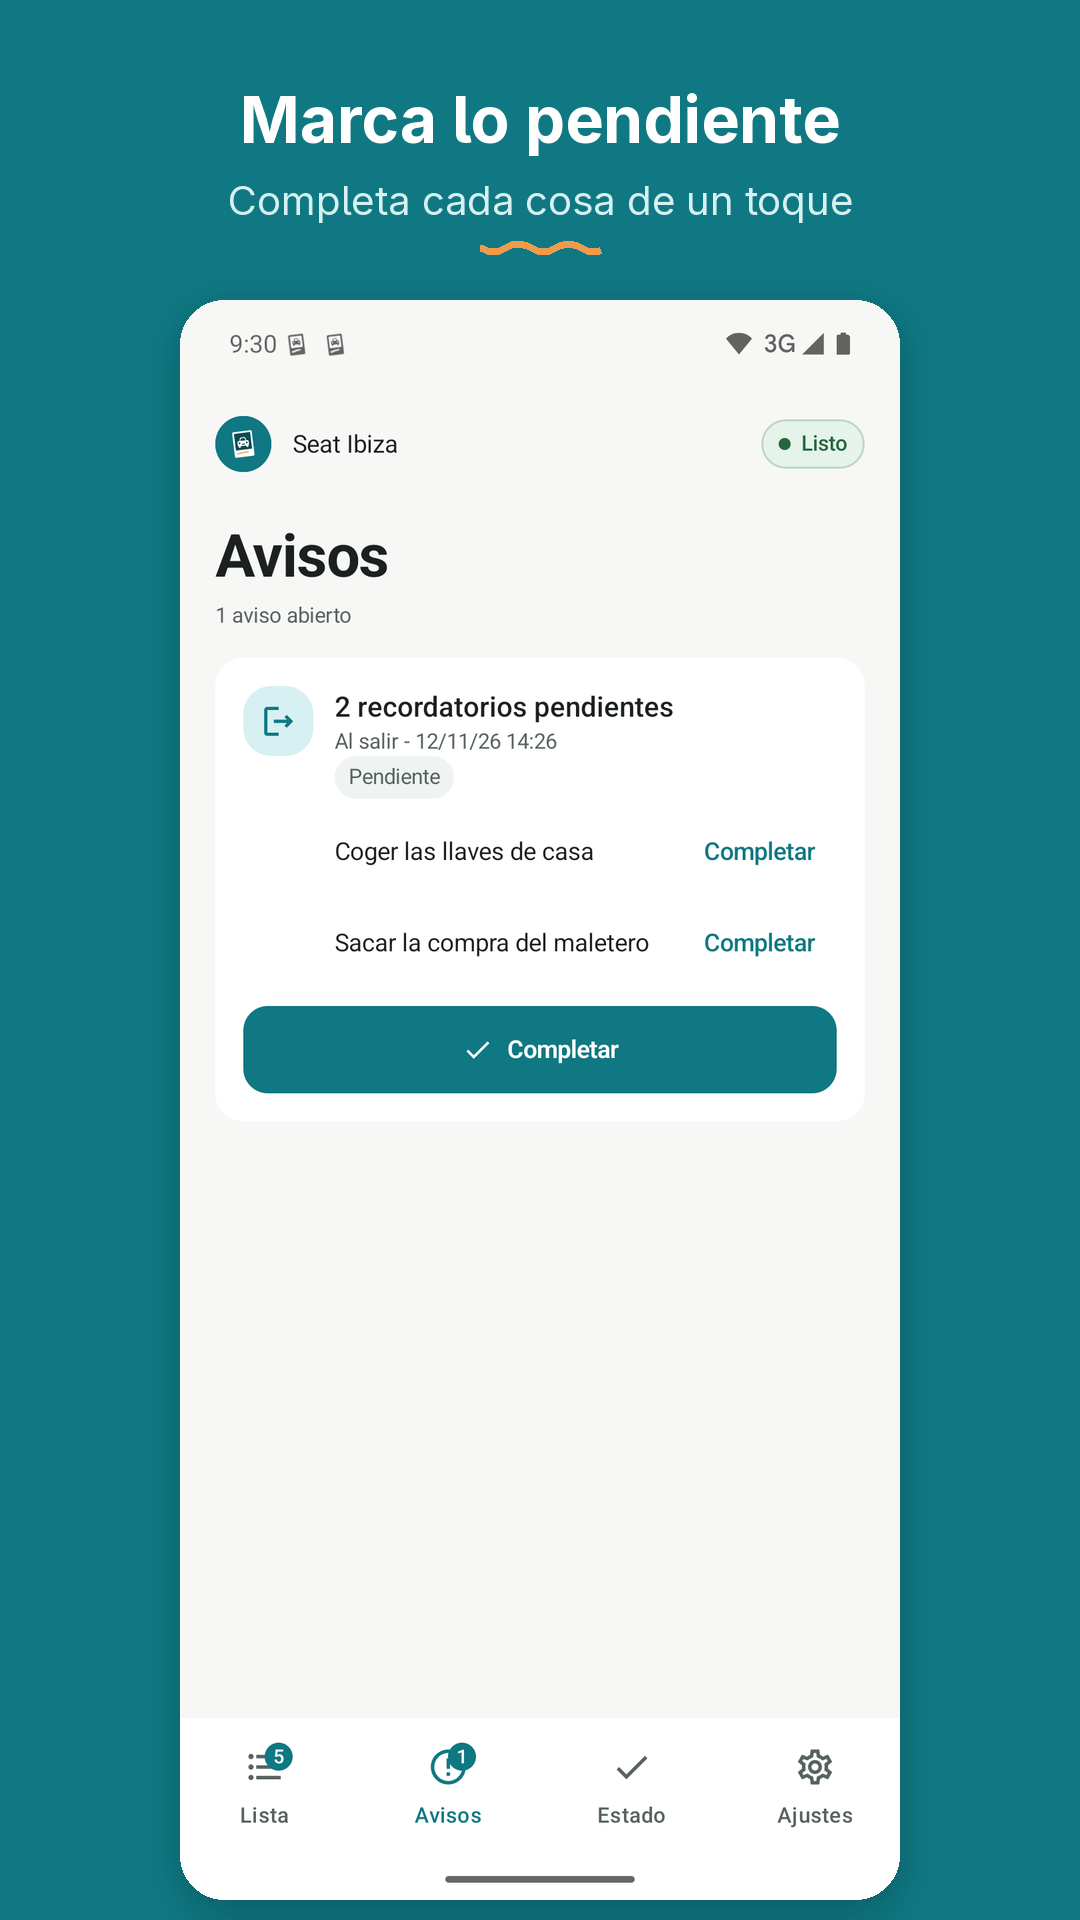 Marca lo pendiente
Completa cada cosa de un toque
9:30 3G
Seat Ibiza
Listo
Avisos
1 aviso abierto
2 recordatorios pendientes
Al salir - 12/11/26 14:26
Pendiente
Coger las llaves de casa Completar
Sacar la compra del maletero Completar
Completar
5 1
Lista Avisos Estado Ajustes